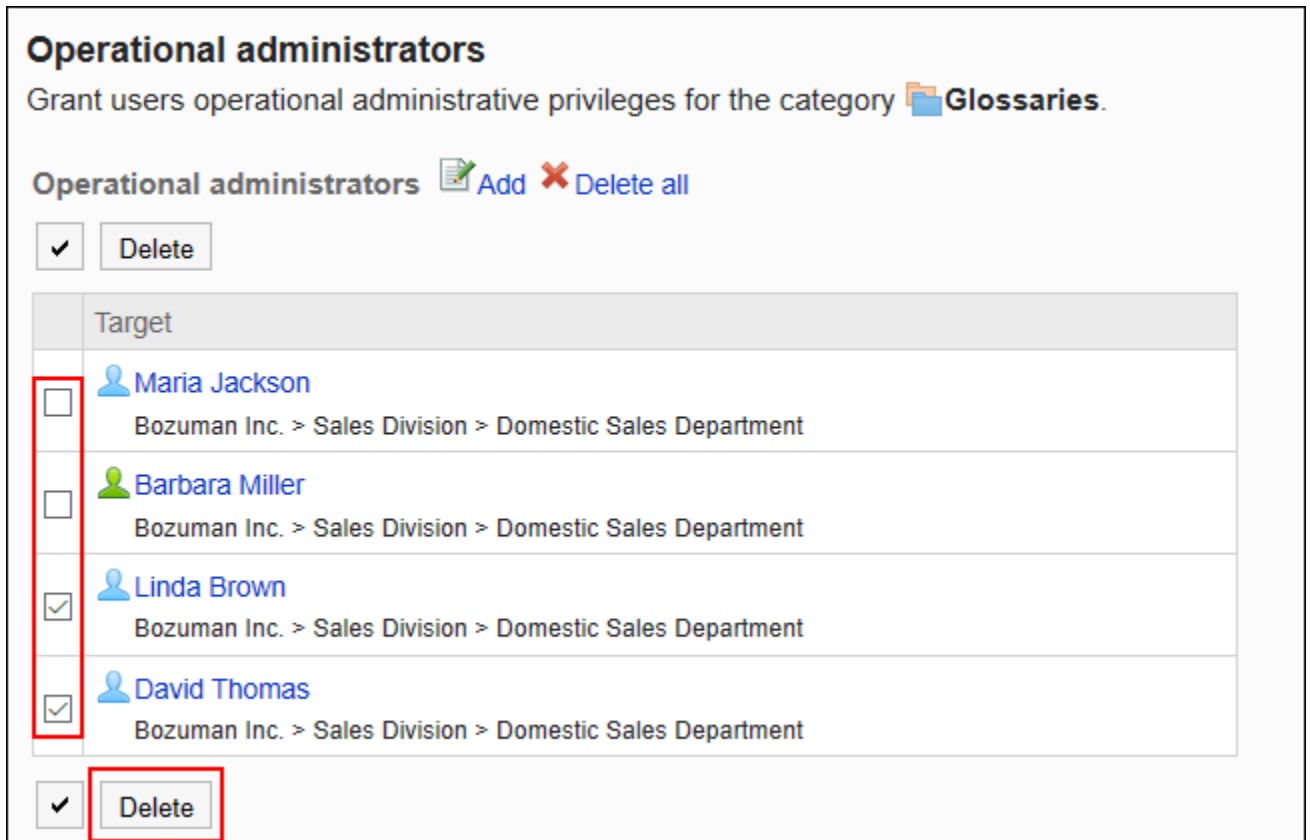 Operational administrators
Grant users operational administrative privileges for the category Glossaries.
Operational administrators Add Delete all
Delete
Target
Maria Jackson
Bozuman Inc. > Sales Division > Domestic Sales Department
Barbara Miller
Bozuman Inc. > Sales Division > Domestic Sales Department
Linda Brown
Bozuman Inc. > Sales Division > Domestic Sales Department
David Thomas
Bozuman Inc. > Sales Division > Domestic Sales Department
Delete